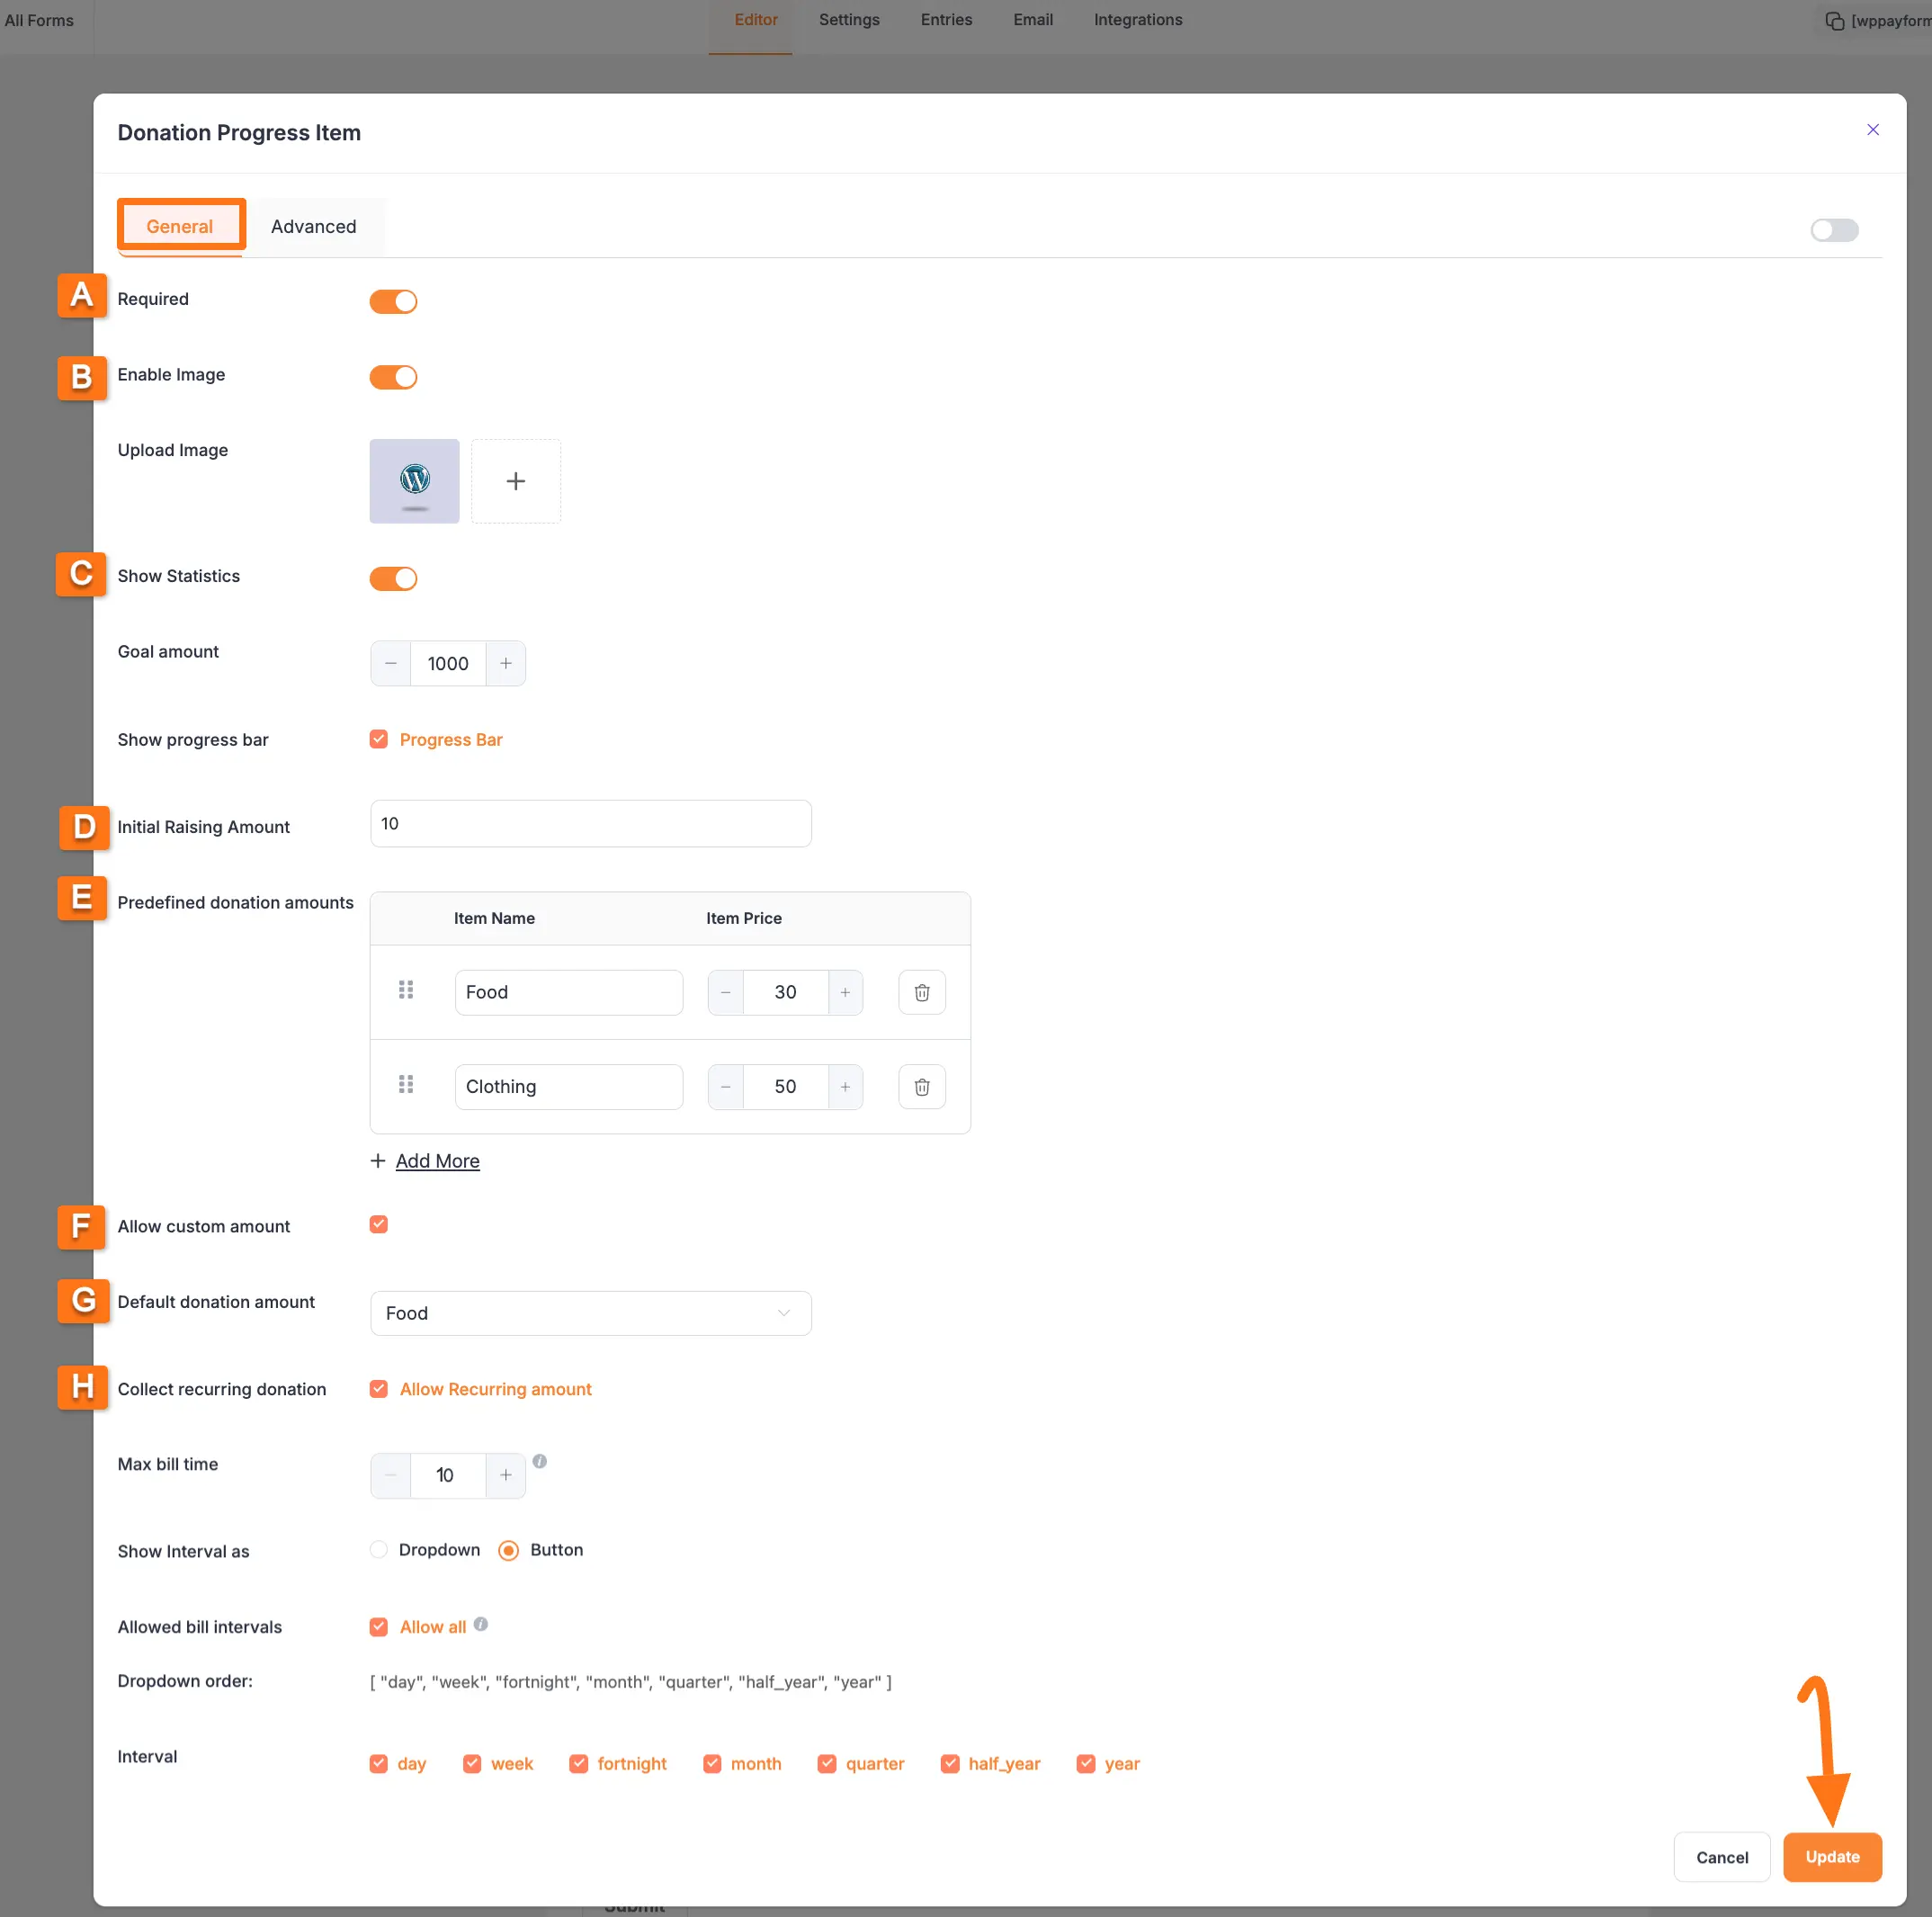 All Forms
Editor Settings Entries Email Integrations
[wppayform
Donation Progress Item
General Advanced
A Required
B Enable Image
Upload Image
C Show Statistics
Goal amount 1000
Show progress bar Progress Bar
D Initial Raising Amount 10
E Predefined donation amounts
Item Name Item Price
Food 30
Clothing 50
Add More
F Allow custom amount
G Default donation amount Food
H Collect recurring donation Allow Recurring amount
Max bill time 10
Show Interval as Dropdown Button
Allowed bill intervals Allow all
Dropdown order: [ "day", "week", "fortnight", "month", "quarter", "half_year", "year" ]
Interval day week fortnight month quarter half_year year
Cancel Update
Submit